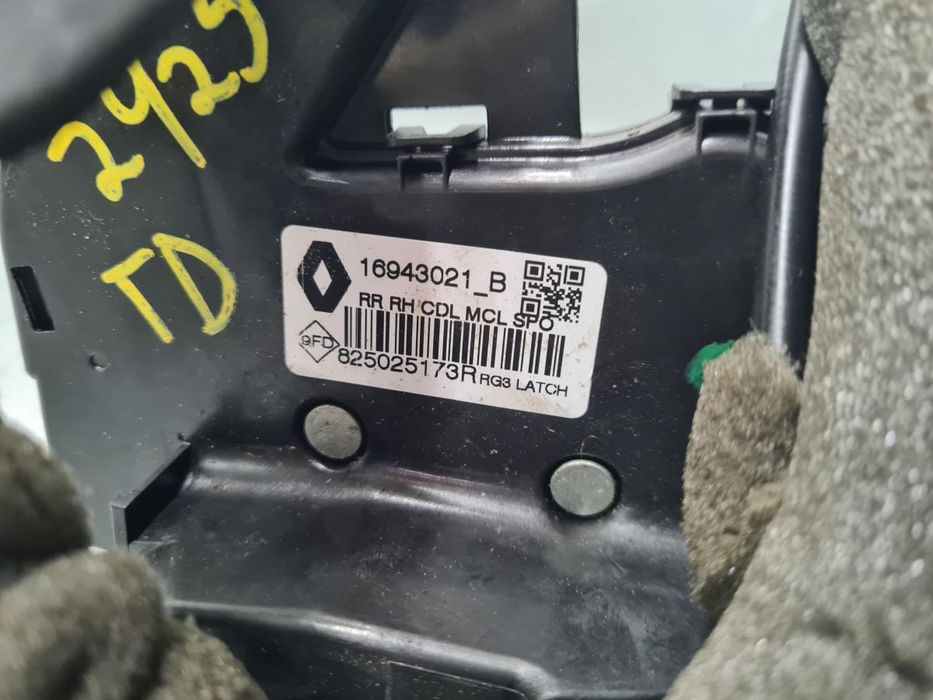 2425
TD
16943021_B
RR RH CDL MCL SPO
9FD
825025173R RG3 LATCH